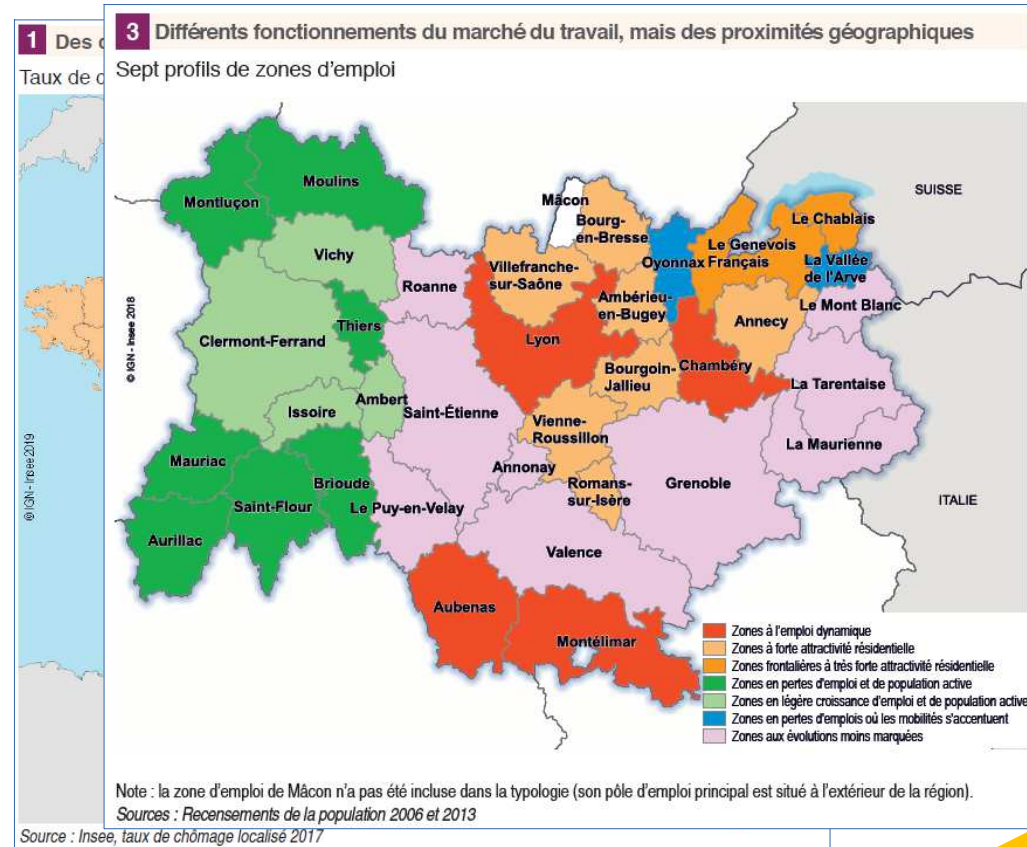 1 Des
Taux de
© IGN - Insee 2019
3 Différents fonctionnements du marché du travail, mais des proximités géographiques
Sept profils de zones d'emploi
© IGN - Insee 2018
SUISSE
ITALIE
Montluçon
Moulins
Vichy
Mâcon
Bourg-
en-Bresse
Le Chablais
Le Genevois
Français
Oyonnax
La Vallée
de l'Arve
Villefranche-
sur-Saône
Roanne
Ambérieu-
en-Bugey
Le Mont Blanc
Annecy
Thiers
Clermont-Ferrand
Lyon
Bourgoin-
Jallieu
Chambéry
La Tarentaise
Ambert
Issoire
Saint-Étienne
Vienne-
Roussillon
La Maurienne
Mauriac
Annonay
Brioude
Romans-
sur-Isère
Grenoble
Saint-Flour
Le Puy-en-Velay
Aurillac
Valence
Aubenas
Montélimar
Zones à l'emploi dynamique
Zones à forte attractivité résidentielle
Zones frontalières à très forte attractivité résidentielle
Zones en pertes d'emploi et de population active
Zones en légère croissance d'emploi et de population active
Zones en pertes d'emplois où les mobilités s'accentuent
Zones aux évolutions moins marquées
Note : la zone d'emploi de Mâcon n'a pas été incluse dans la typologie (son pôle d'emploi principal est situé à l'extérieur de la région).
Sources : Recensements de la population 2006 et 2013
Source : Insee, taux de chômage localisé 2017